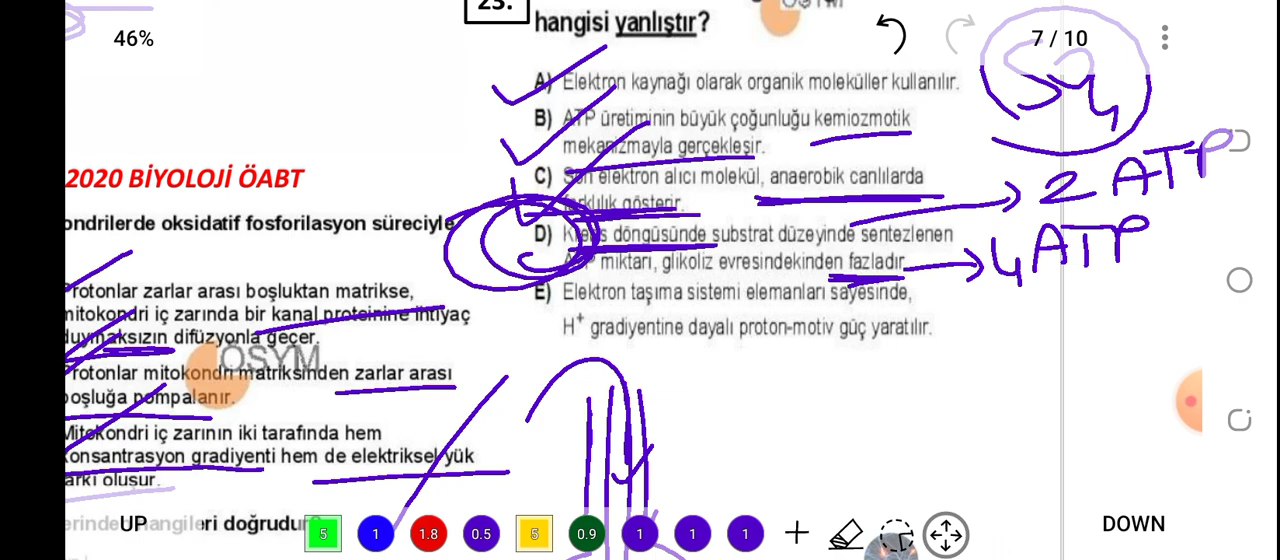 46%
2020 BİYOLOJİ ÖABT
ondrilerde oksidatif fosforilasyon süreciyle
Protonlar zarlar arası boşluktan matrikse,
mitokondri iç zarında bir kanal proteinine ihtiyaç
duymaksızın difüzyonla geçer.
ÖSYM
Protonlar mitokondri matriksinden zarlar arası
boşluğa pompalanır.
Mitokondri iç zarının iki tarafında hem
konsantrasyon gradiyenti hem de elektriksel yük
arkı oluşur.
erinde hangileri doğrudur
UP
23.
hangisi yanlıştır?
A) Elektron kaynağı olarak organik moleküller kullanılır.
B) ATP üretiminin büyük çoğunluğu kemiozmotik
mekanizmayla gerçekleşir.
C) Son elektron alıcı molekül, anaerobik canlılarda
farklılık gösterir.
D) Krebs döngüsünde substrat düzeyinde sentezlenen
ATP miktarı, glikoliz evresindekinden fazladır.
E) Elektron taşıma sistemi elemanları sayesinde,
H⁺ gradiyentine dayalı proton-motiv güç yaratılır.
7 / 10
2 ATP
4 ATP
5
1
1.8
0.5
5
0.9
1
1
1
DOWN